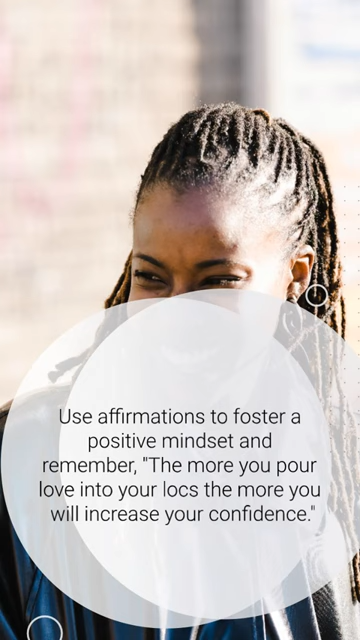 Use affirmations to foster a
positive mindset and
remember, "The more you pour
love into your locs the more you
will increase your confidence."